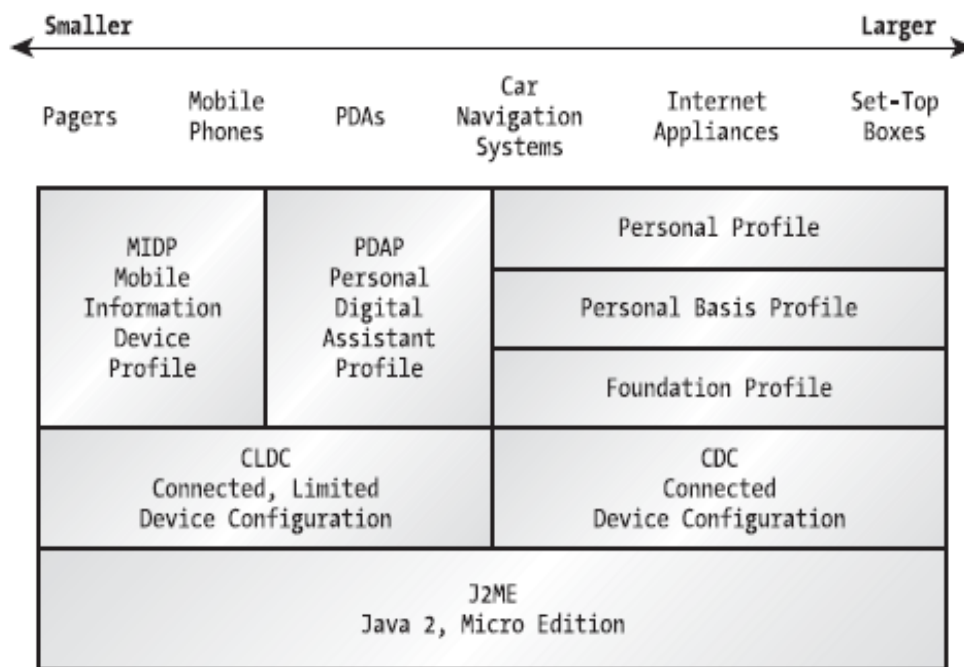 Smaller
Larger
Pagers
Mobile
Phones
PDAs
Car
Navigation
Systems
Internet
Appliances
Set-Top
Boxes
MIDP
Mobile
Information
Device
Profile
PDAP
Personal
Digital
Assistant
Profile
Personal Profile
Personal Basis Profile
Foundation Profile
CLDC
Connected, Limited
Device Configuration
CDC
Connected
Device Configuration
J2ME
Java 2, Micro Edition